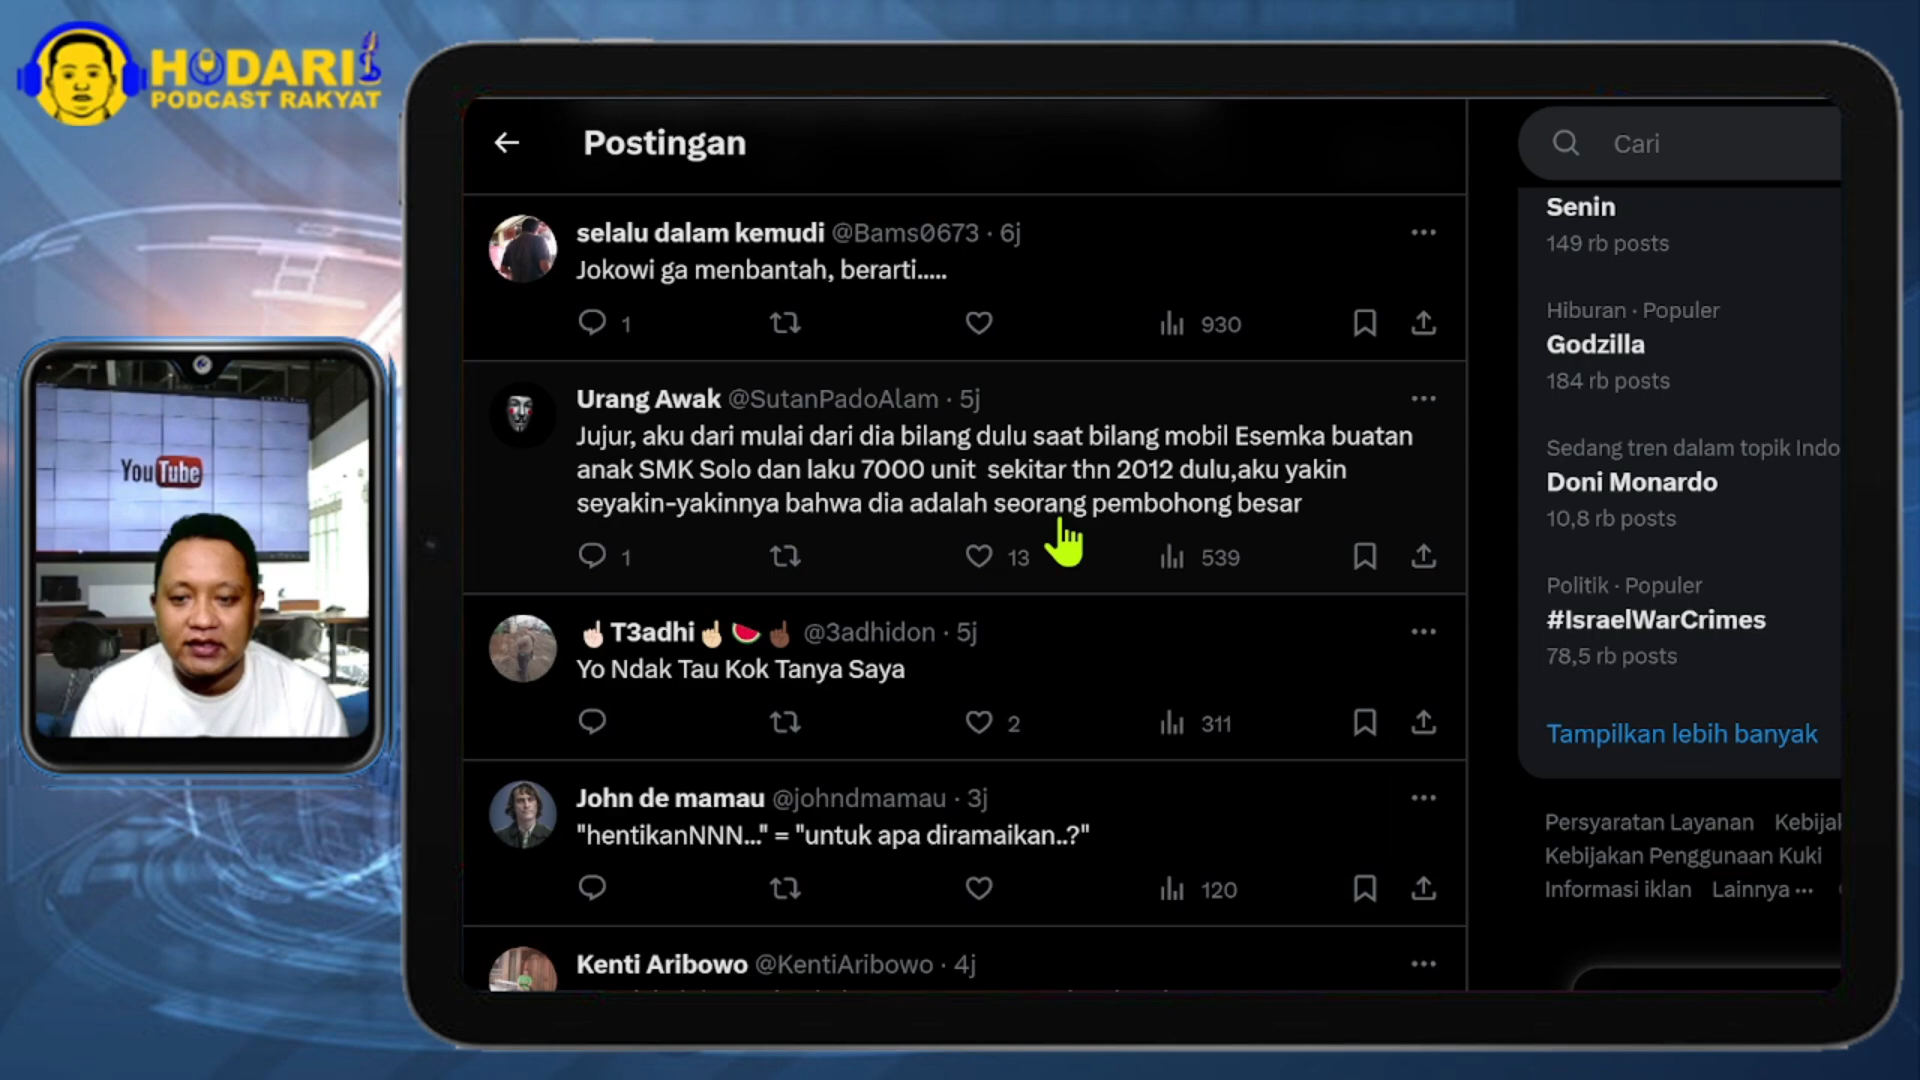 HODARI
PODCAST RAKYAT
YouTube
Postingan
selalu dalam kemudi @Bams0673 · 6j
Jokowi ga menbantah, berarti.....
1
930
Urang Awak @SutanPadoAlam · 5j
Jujur, aku dari mulai dari dia bilang dulu saat bilang mobil Esemka buatan
anak SMK Solo dan laku 7000 unit sekitar thn 2012 dulu,aku yakin
seyakin-yakinnya bahwa dia adalah seorang pembohong besar
1
13
539
☝🏻T3adhi☝🏼🍉☝🏿 @3adhidon · 5j
Yo Ndak Tau Kok Tanya Saya
2
311
John de mamau @johndmamau · 3j
"hentikanNNN..." = "untuk apa diramaikan..?"
120
Kenti Aribowo @KentiAribowo · 4j
Cari
Senin
149 rb posts
Hiburan · Populer
Godzilla
184 rb posts
Sedang tren dalam topik Indo
Doni Monardo
10,8 rb posts
Politik · Populer
#IsraelWarCrimes
78,5 rb posts
Tampilkan lebih banyak
Persyaratan Layanan Kebijak
Kebijakan Penggunaan Kuki
Informasi iklan Lainnya ···